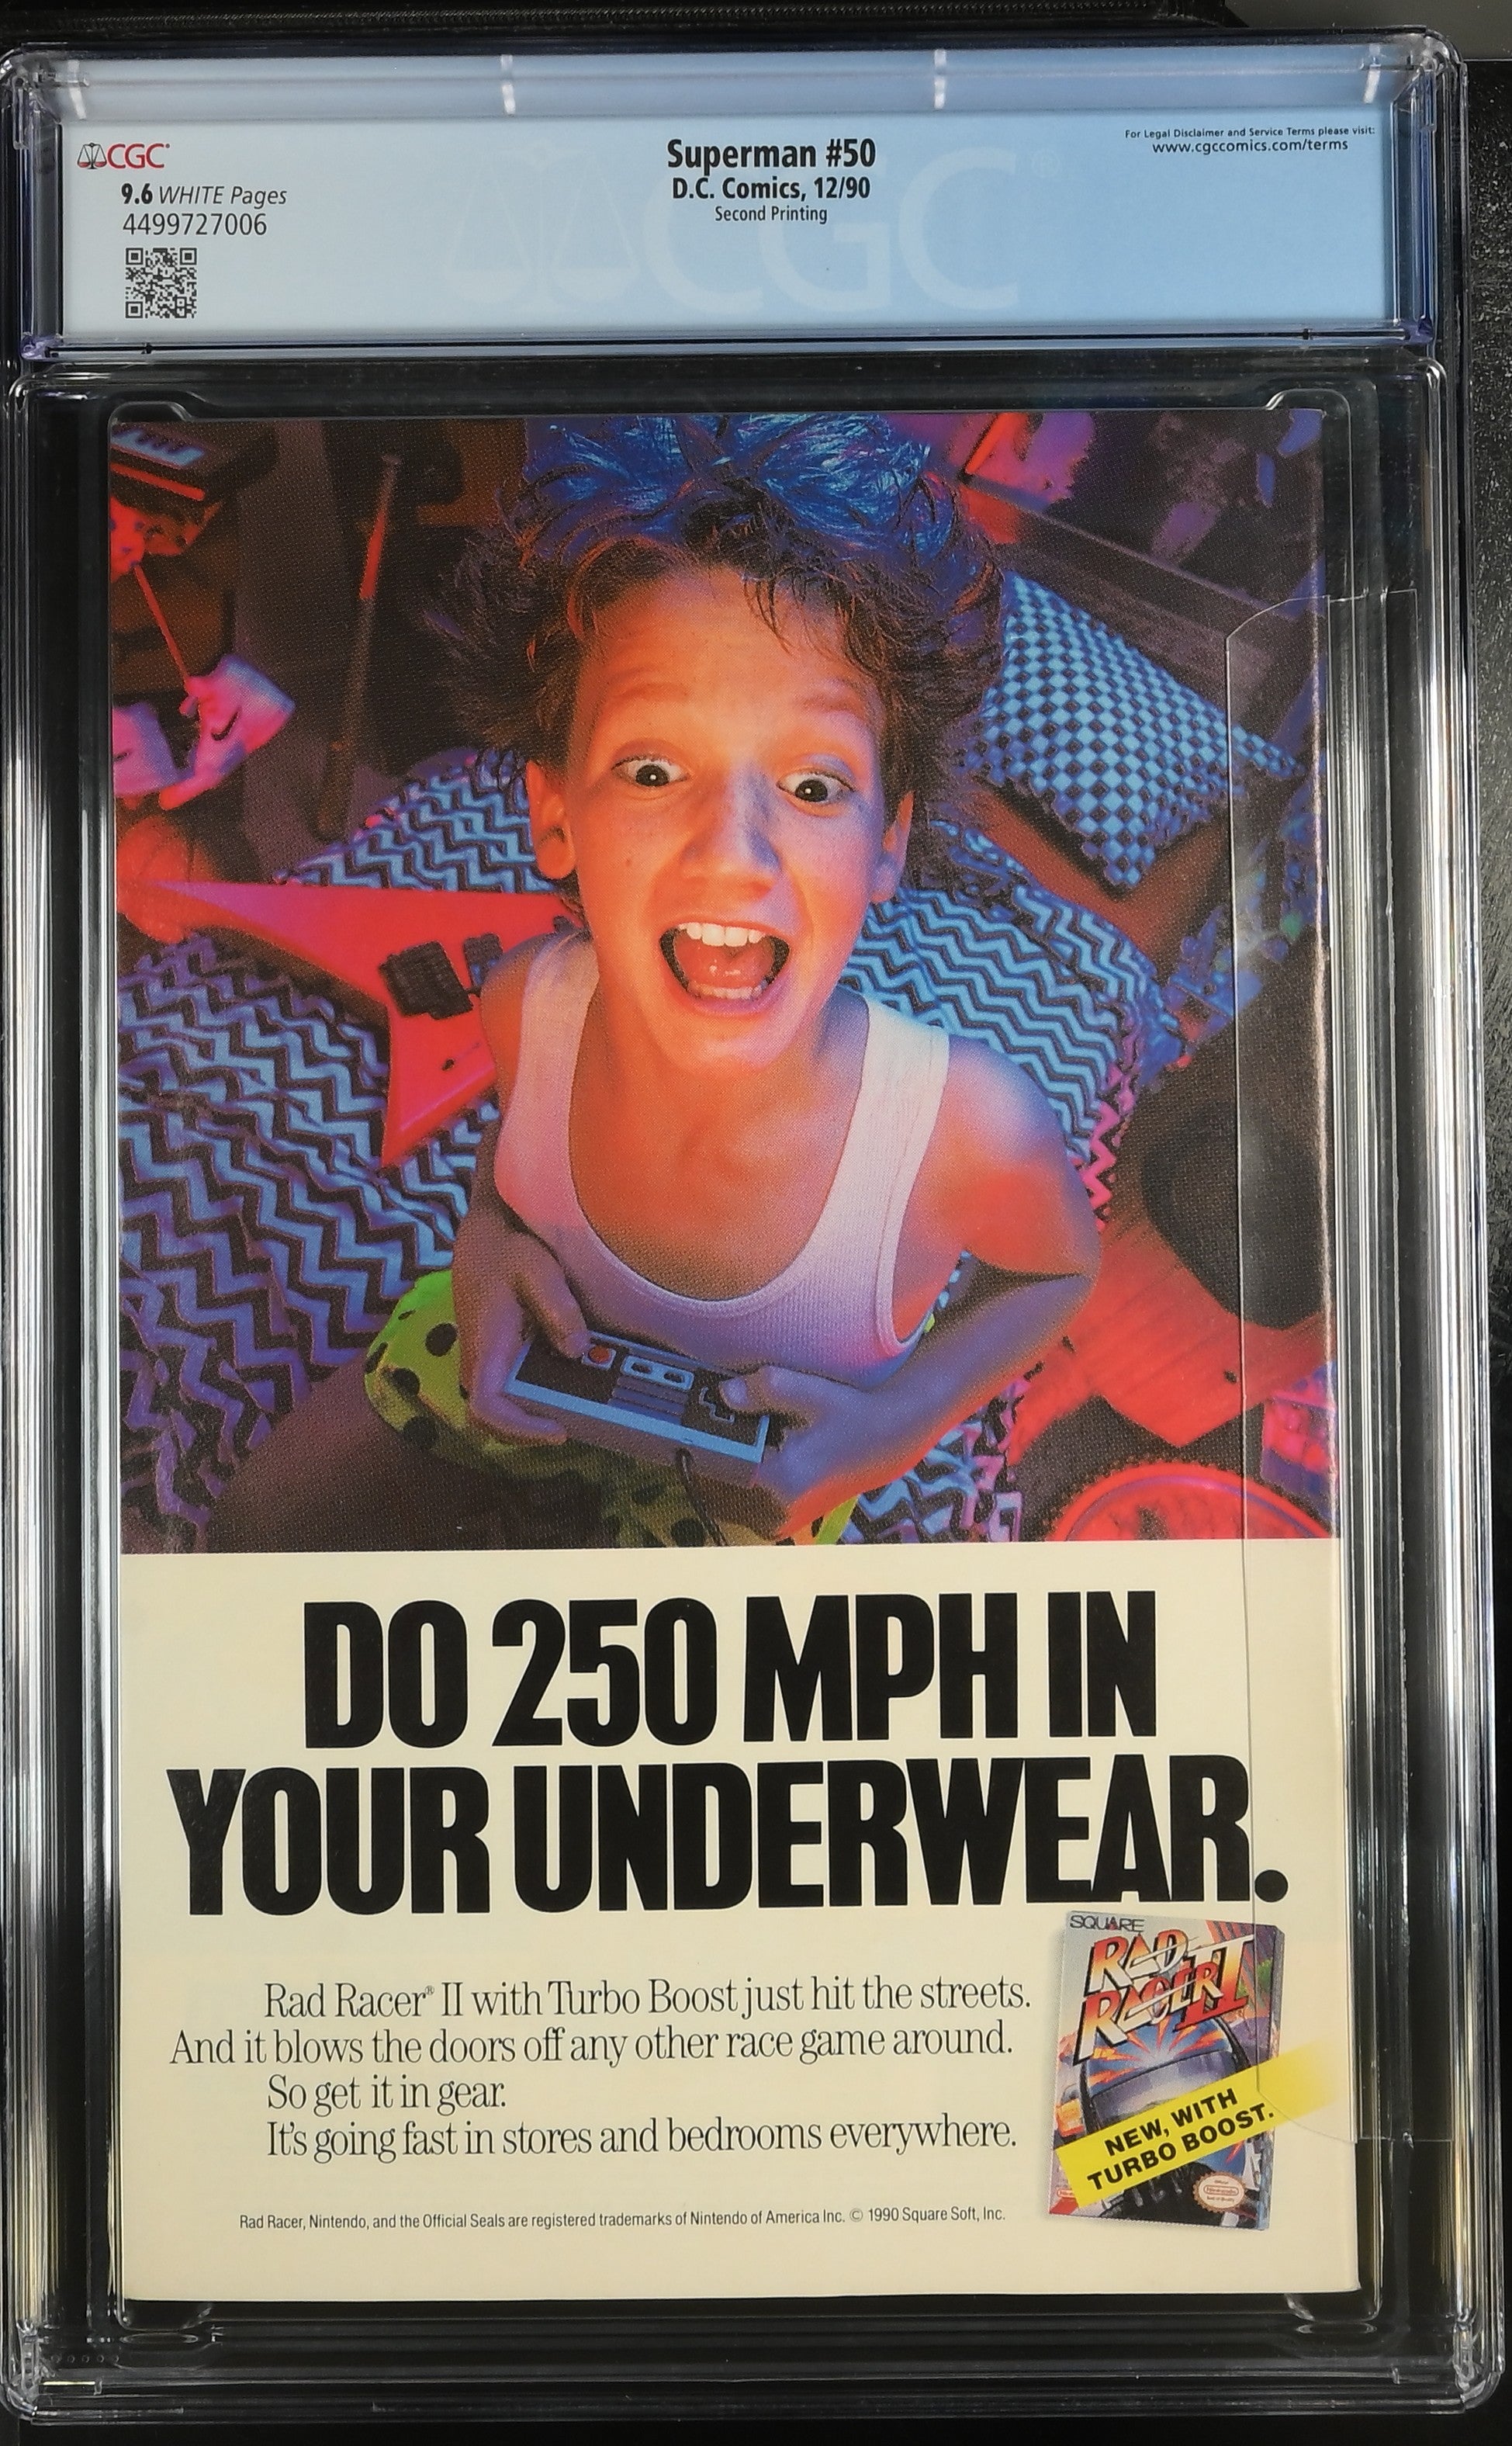 CGC
9.6 WHITE Pages
4499727006
Superman #50
D.C. Comics, 12/90
Second Printing
For Legal Disclaimer and Service Terms please visit:
www.cgccomics.com/terms
CGC
DO 250 MPH IN
YOUR UNDERWEAR.
Rad Racer® II with Turbo Boost just hit the streets.
And it blows the doors off any other race game around.
So get it in gear.
It's going fast in stores and bedrooms everywhere.
SQUARE
RAD
RACER II
NEW, WITH
TURBO BOOST.
Nintendo
Rad Racer, Nintendo, and the Official Seals are registered trademarks of Nintendo of America Inc. © 1990 Square Soft, Inc.